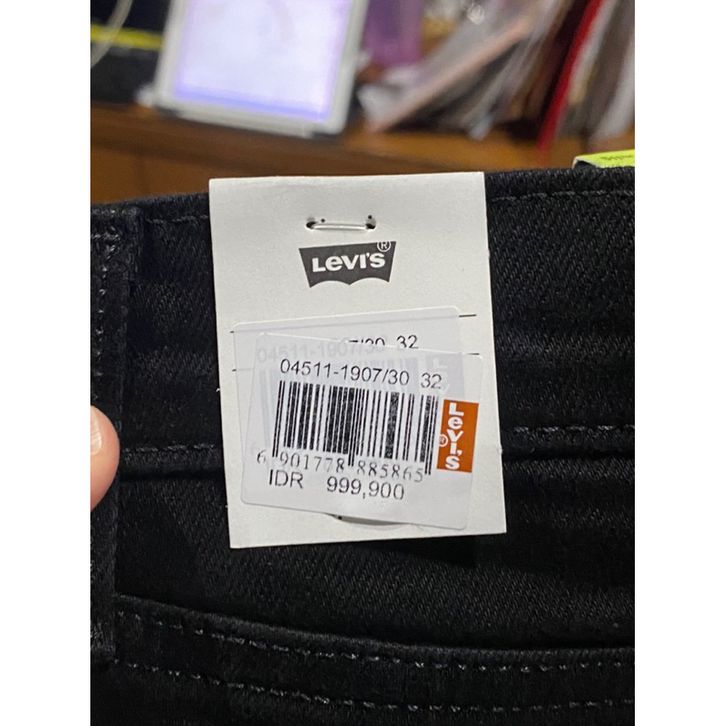 LEVI'S ®
04511-1907/30 32
04511-1907/30 32
Levi's ®
6 901778 885865
IDR 999,900